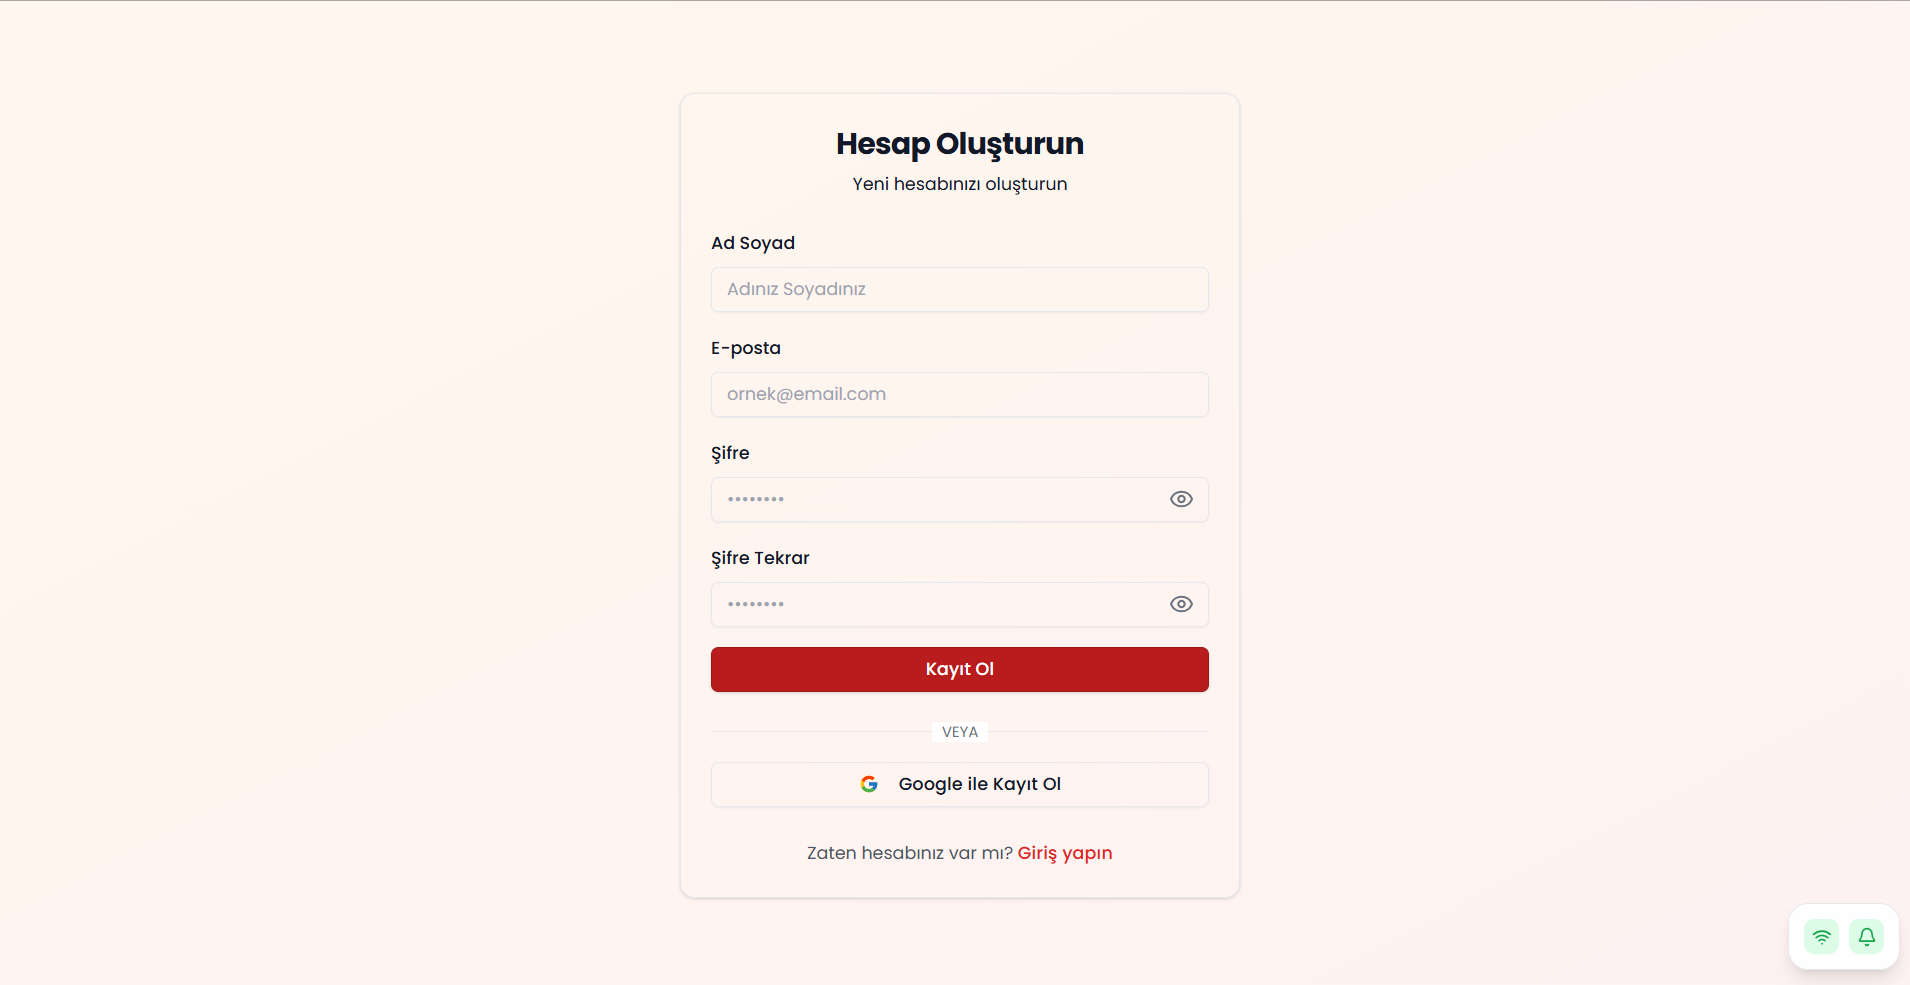 Hesap Oluşturun
Yeni hesabınızı oluşturun
Ad Soyad
Adınız Soyadınız
E-posta
ornek@email.com
Şifre
••••••••
Şifre Tekrar
••••••••
Kayıt Ol
VEYA
Google ile Kayıt Ol
Zaten hesabınız var mı? Giriş yapın